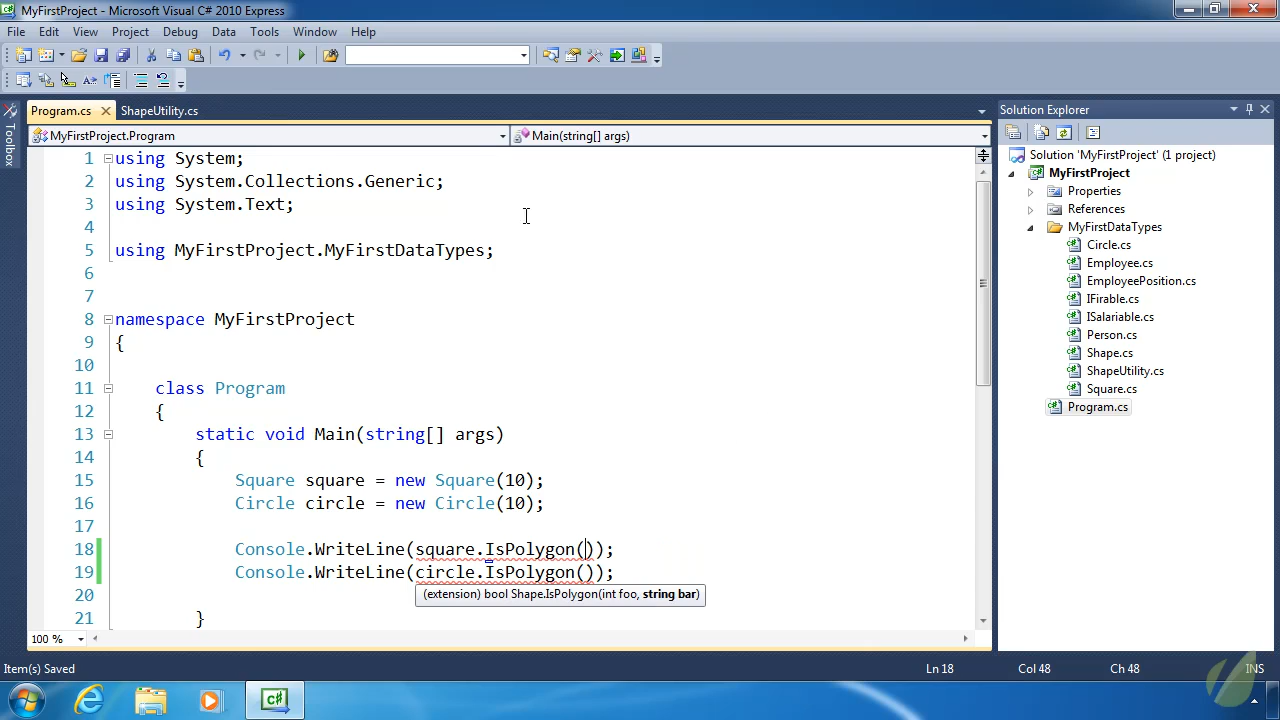 MyFirstProject - Microsoft Visual C# 2010 Express
File Edit View Project Debug Data Tools Window Help
Program.cs ShapeUtility.cs
MyFirstProject.Program Main(string[] args)
Toolbox
1 using System;
2 using System.Collections.Generic;
3 using System.Text;
4
5 using MyFirstProject.MyFirstDataTypes;
6
7
8 namespace MyFirstProject
9 {
10
11 class Program
12 {
13 static void Main(string[] args)
14 {
15 Square square = new Square(10);
16 Circle circle = new Circle(10);
17
18 Console.WriteLine(square.IsPolygon());
19 Console.WriteLine(circle.IsPolygon());
20 (extension) bool Shape.IsPolygon(int foo, string bar)
21 }
100 %
Solution Explorer
Solution 'MyFirstProject' (1 project)
MyFirstProject
Properties
References
MyFirstDataTypes
Circle.cs
Employee.cs
EmployeePosition.cs
IFirable.cs
ISalariable.cs
Person.cs
Shape.cs
ShapeUtility.cs
Square.cs
Program.cs
Item(s) Saved Ln 18 Col 48 Ch 48 INS